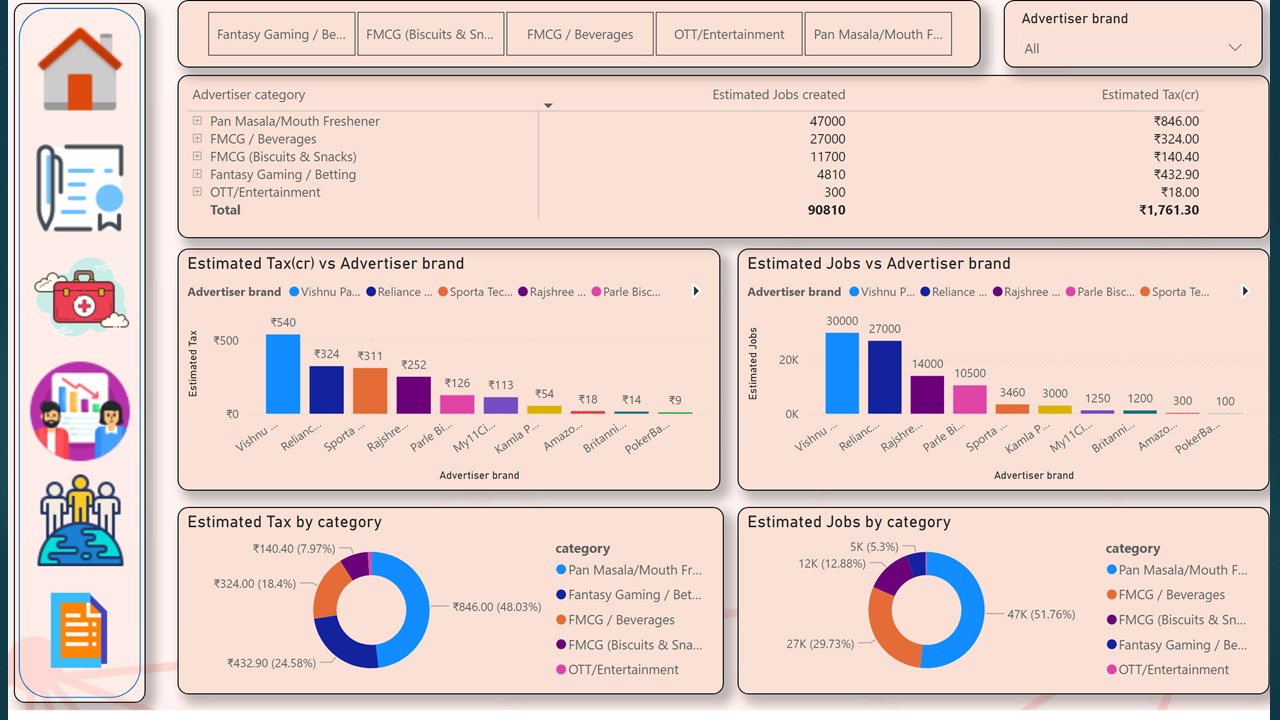 Fantasy Gaming / Be...
FMCG (Biscuits & Sn...
FMCG / Beverages
OTT/Entertainment
Pan Masala/Mouth F...
Advertiser brand
All
Advertiser category Estimated Jobs created Estimated Tax(cr)
Pan Masala/Mouth Freshener 47000 ₹846.00
FMCG / Beverages 27000 ₹324.00
FMCG (Biscuits & Snacks) 11700 ₹140.40
Fantasy Gaming / Betting 4810 ₹432.90
OTT/Entertainment 300 ₹18.00
Total 90810 ₹1,761.30
Estimated Tax(cr) vs Advertiser brand
Advertiser brand Vishnu Pa... Reliance ... Sporta Tec... Rajshree ... Parle Bisc...
Estimated Tax
₹500
₹0
₹540
₹324
₹311
₹252
₹126
₹113
₹54
₹18
₹14
₹9
Vishnu ...
Relianc...
Sporta ...
Rajshre...
Parle Bi...
My11Ci...
Kamla P...
Amazo...
Britanni...
PokerBa...
Advertiser brand
Estimated Jobs vs Advertiser brand
Advertiser brand Vishnu P... Reliance ... Rajshree ... Parle Bisc... Sporta Te...
Estimated Jobs
20K
0K
30000
27000
14000
10500
3460
3000
1250
1200
300
100
Vishnu ...
Relianc...
Rajshre...
Parle Bi...
Sporta ...
Kamla P...
My11Ci...
Britanni...
Amazo...
PokerBa...
Advertiser brand
Estimated Tax by category
₹140.40 (7.97%)
₹324.00 (18.4%)
₹846.00 (48.03%)
₹432.90 (24.58%)
category
Pan Masala/Mouth Fr...
Fantasy Gaming / Bet...
FMCG / Beverages
FMCG (Biscuits & Sna...
OTT/Entertainment
Estimated Jobs by category
5K (5.3%)
12K (12.88%)
47K (51.76%)
27K (29.73%)
category
Pan Masala/Mouth F...
FMCG / Beverages
FMCG (Biscuits & Sn...
Fantasy Gaming / Be...
OTT/Entertainment